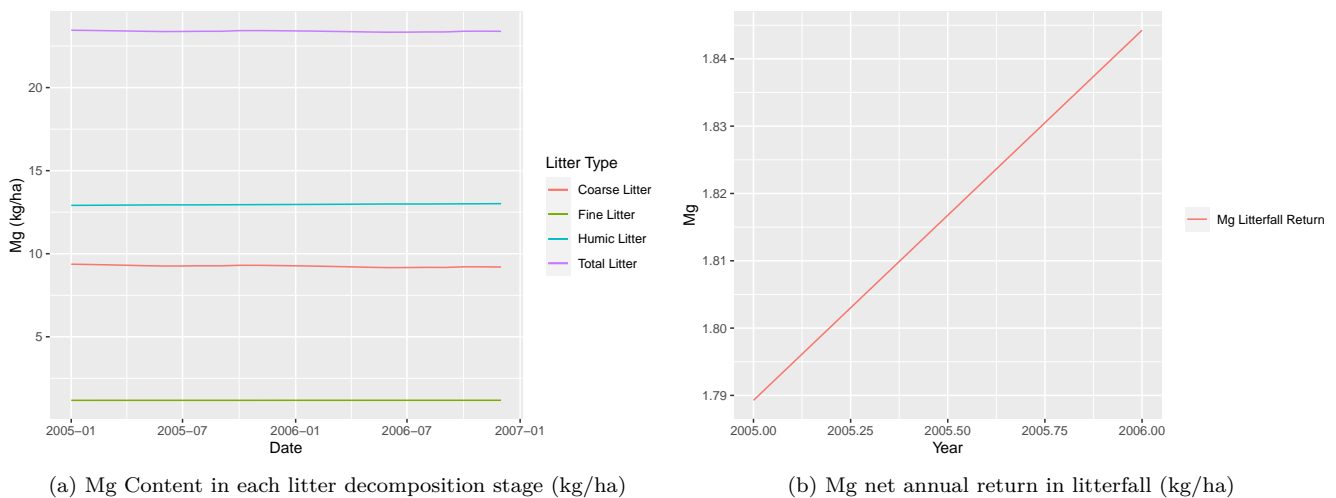 20
15
10
5
Mg (kg/ha)
2005−01
2005−07
2006−01
2006−07
2007−01
Date
Litter Type
Coarse Litter
Fine Litter
Humic Litter
Total Litter
(a) Mg Content in each litter decomposition stage (kg/ha)
1.84
1.83
1.82
1.81
1.80
1.79
Mg
2005.00
2005.25
2005.50
2005.75
2006.00
Year
Mg Litterfall Return
(b) Mg net annual return in litterfall (kg/ha)